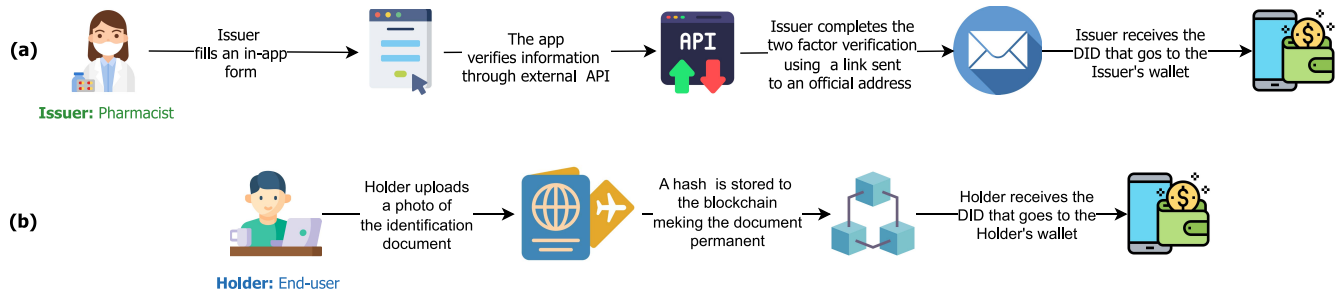 (a)
Issuer
fills an in-app
form
The app
verifies information
through external API
API
Issuer completes the
two factor verification
using a link sent
to an official address
Issuer receives the
DID that gos to the
Issuer's wallet
$
Issuer: Pharmacist
(b)
Holder uploads
a photo of
the identification
document
A hash is stored to
the blockchain
meking the document
permanent
Holder receives the
DID that goes to the
Holder's wallet
$
Holder: End-user